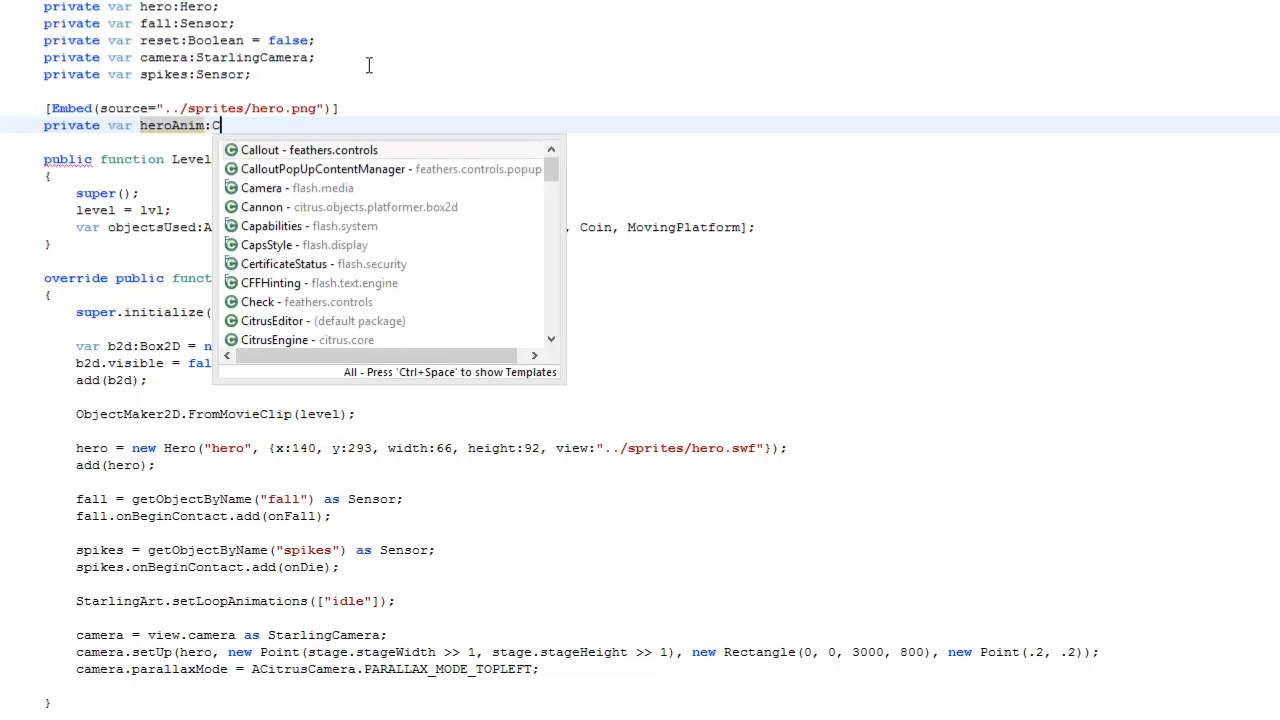 private var hero:Hero;
private var fall:Sensor;
private var reset:Boolean = false;
private var camera:StarlingCamera;
private var spikes:Sensor;
[Embed(source="../sprites/hero.png")]
private var heroAnim:C
Callout - feathers.controls
CalloutPopUpContentManager - feathers.controls.popup
Camera - flash.media
Cannon - citrus.objects.platformer.box2d
Capabilities - flash.system
CapsStyle - flash.display
CertificateStatus - flash.security
CFFHinting - flash.text.engine
Check - feathers.controls
CitrusEditor - (default package)
CitrusEngine - citrus.core
All - Press 'Ctrl+Space' to show Templates
public function Level
{
super();
level = lvl;
var objectsUsed:A , Coin, MovingPlatform];
}
override public funct
{
super.initialize(
var b2d:Box2D = n
b2d.visible = fal
add(b2d);
ObjectMaker2D.FromMovieClip(level);
hero = new Hero("hero", {x:140, y:293, width:66, height:92, view:"../sprites/hero.swf"});
add(hero);
fall = getObjectByName("fall") as Sensor;
fall.onBeginContact.add(onFall);
spikes = getObjectByName("spikes") as Sensor;
spikes.onBeginContact.add(onDie);
StarlingArt.setLoopAnimations(["idle"]);
camera = view.camera as StarlingCamera;
camera.setUp(hero, new Point(stage.stageWidth >> 1, stage.stageHeight >> 1), new Rectangle(0, 0, 3000, 800), new Point(.2, .2));
camera.parallaxMode = ACitrusCamera.PARALLAX_MODE_TOPLEFT;
}